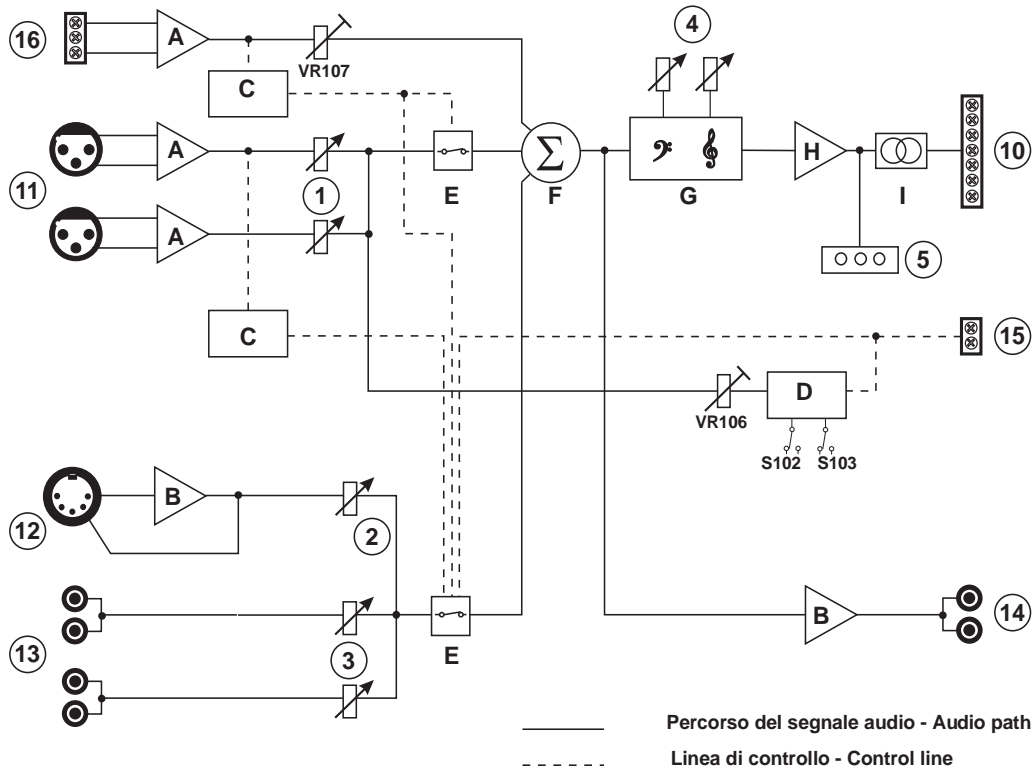 16
A
VR107
C
4
11
A
1
A
E
Σ
F
G
H
I
10
5
C
15
VR106
D
S102 S103
12
B
2
13
3
E
B
14
Percorso del segnale audio - Audio path
Linea di controllo - Control line